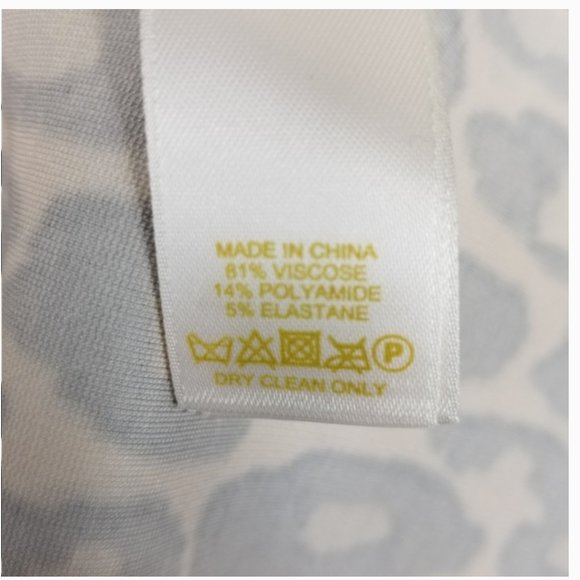 MADE IN CHINA
81% VISCOSE
14% POLYAMIDE
5% ELASTANE
P
DRY CLEAN ONLY